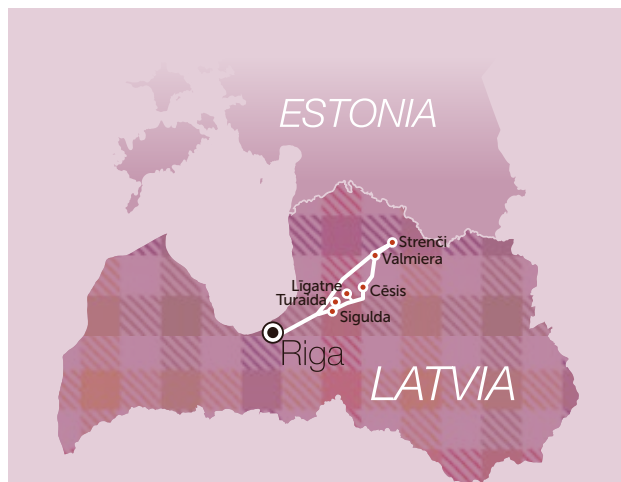 ESTONIA
Strenči
Valmiera
Līgatne
Cēsis
Turaida
Sigulda
Riga
LATVIA